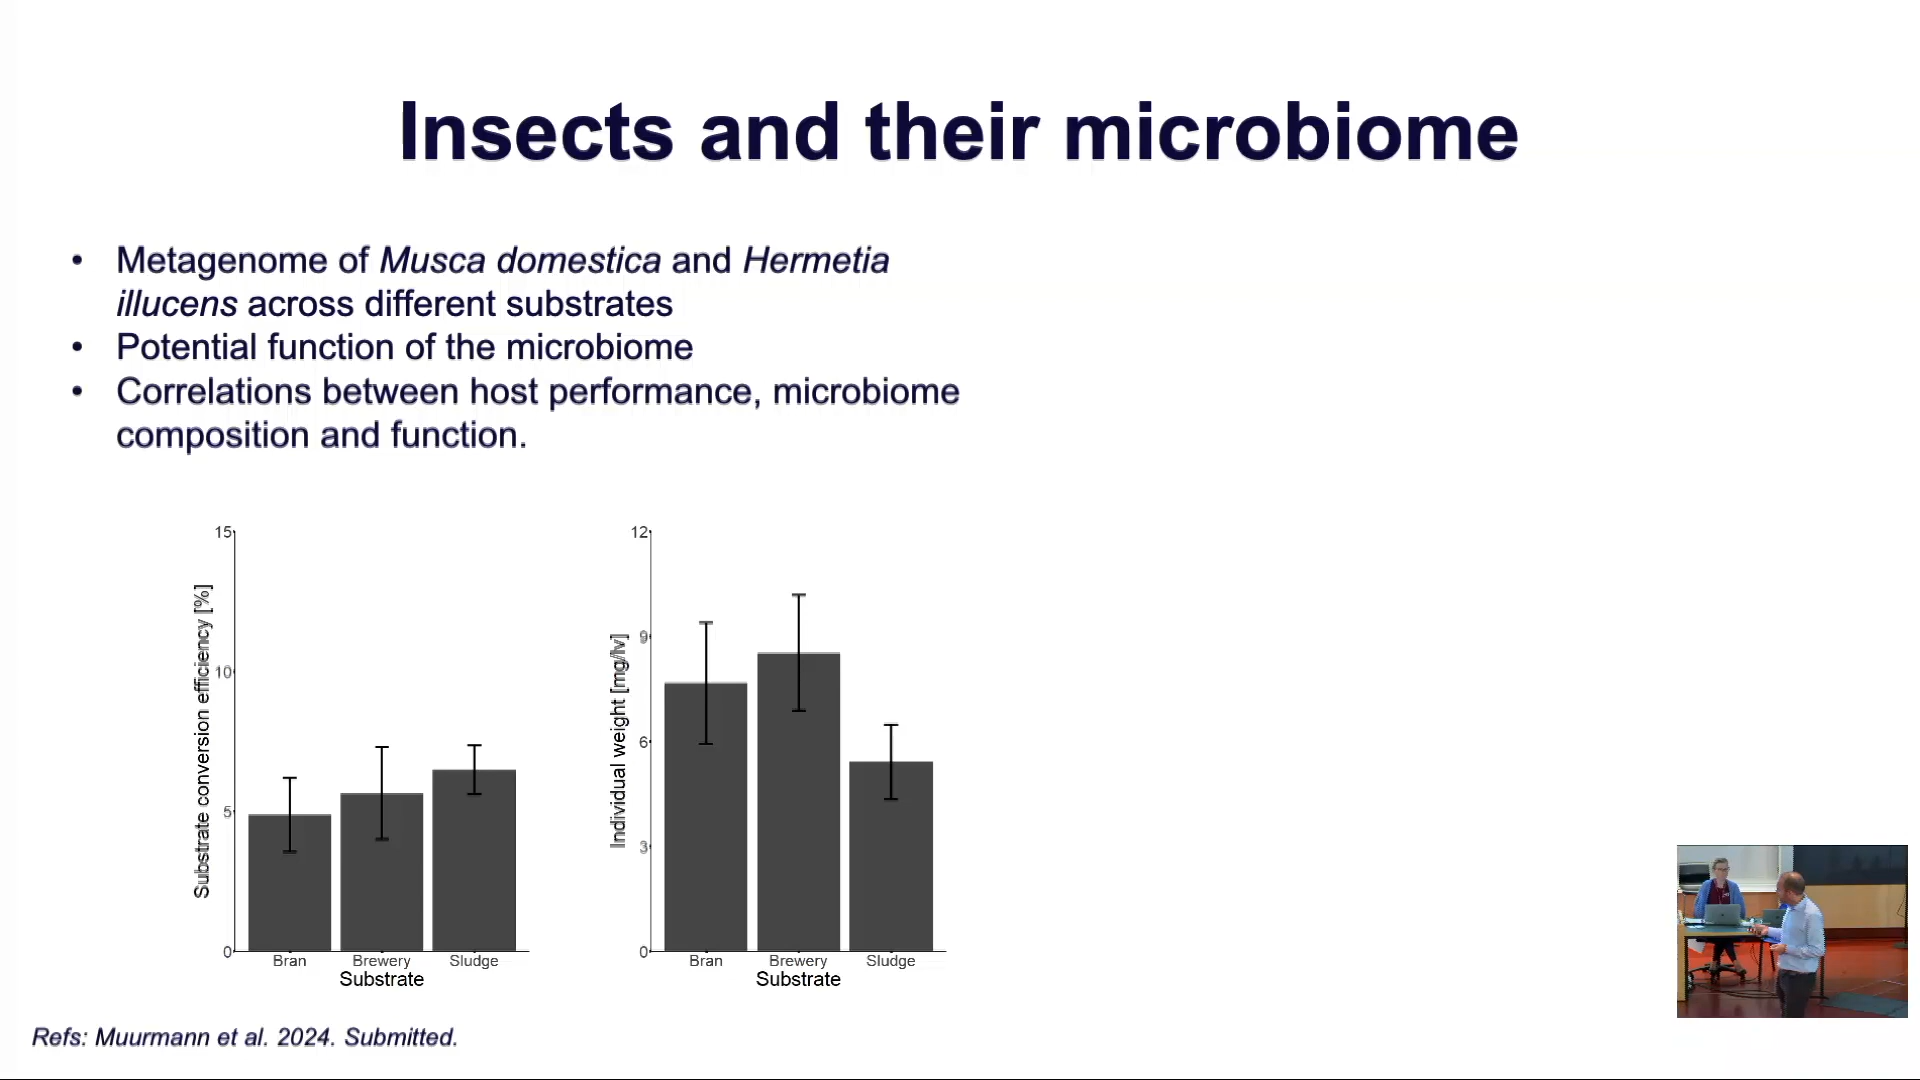 Insects and their microbiome
• Metagenome of Musca domestica and Hermetia
illucens across different substrates
• Potential function of the microbiome
• Correlations between host performance, microbiome
composition and function.
Substrate conversion efficiency [%]
15
10
5
0
Bran Brewery Sludge
Substrate
Individual weight [mg/lv]
12
9
6
3
0
Bran Brewery Sludge
Substrate
Refs: Muurmann et al. 2024. Submitted.